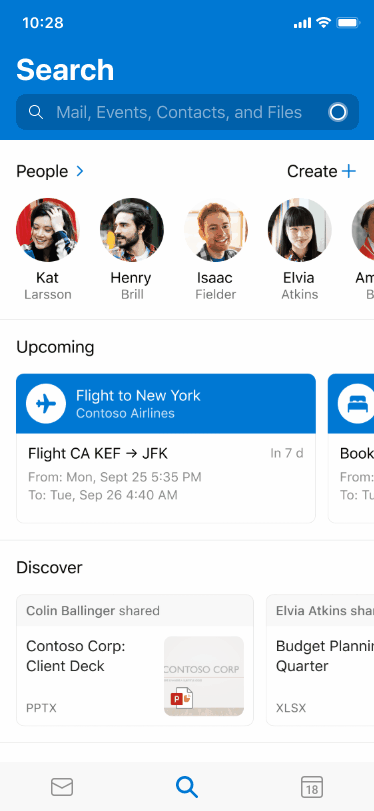 10:28
Search
Mail, Events, Contacts, and Files
People
Create
Kat
Larsson
Henry
Brill
Isaac
Fielder
Elvia
Atkins
Upcoming
Flight to New York
Contoso Airlines
Flight CA KEF → JFK
In 7 d
From: Mon, Sept 25 5:35 PM
To: Tue, Sep 26 4:40 AM
Book
From:
Discover
Colin Ballinger shared
Contoso Corp:
Client Deck
CONTOSO CORP
P
PPTX
Elvia Atkins
Budget
Quarter
XLSX
18